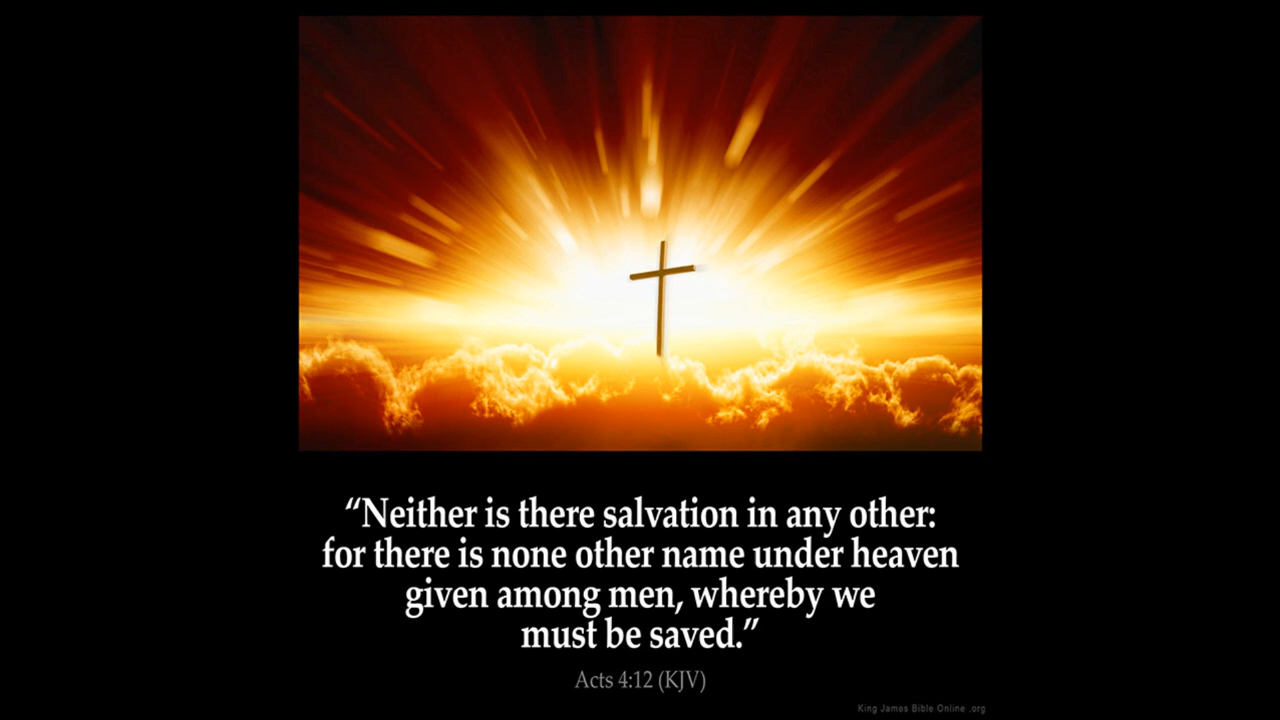 “Neither is there salvation in any other:
for there is none other name under heaven
given among men, whereby we
must be saved.”
Acts 4:12 (KJV)
King James Bible Online .org